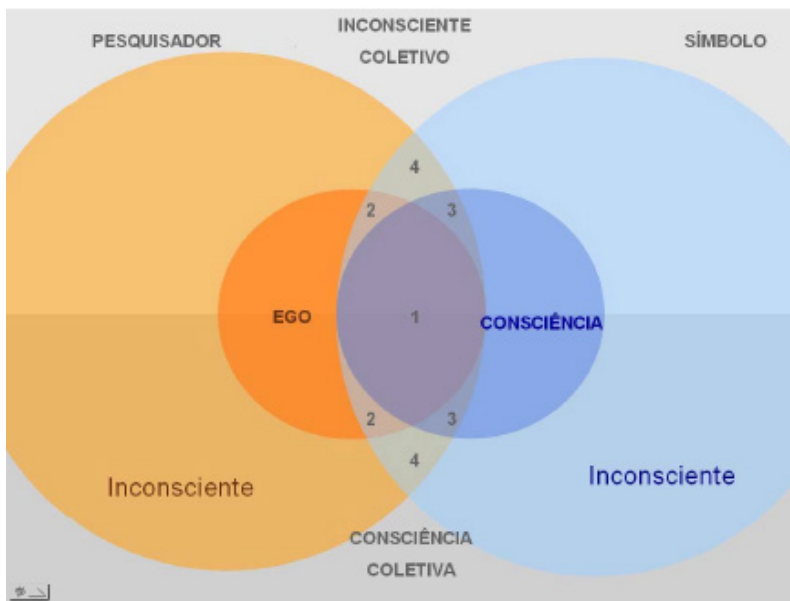 PESQUISADOR
INCONSCIENTE
COLETIVO
SÍMBOLO
4
2
3
EGO
1
CONSCIÊNCIA
2
3
4
Inconsciente
Inconsciente
CONSCIÊNCIA
COLETIVA